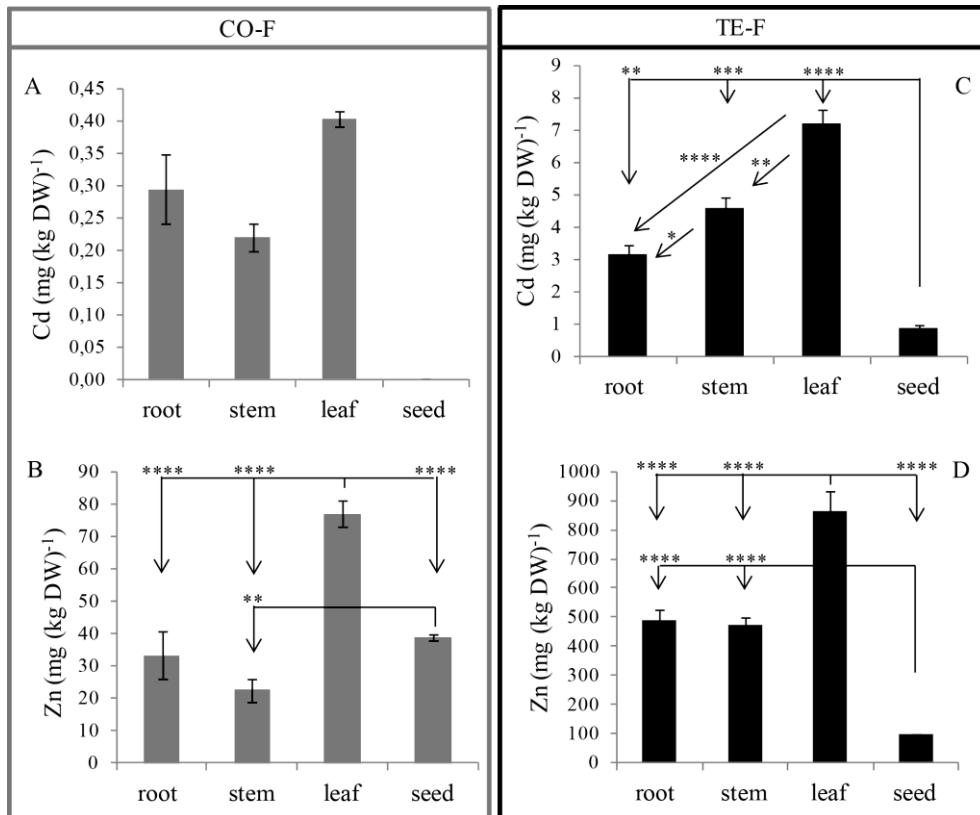 CO-F
TE-F
A
Cd (mg (kg DW)-1)
0,45
0,40
0,35
0,30
0,25
0,20
0,15
0,10
0,05
0,00
root stem leaf seed
C
Cd (mg (kg DW)-1)
9
8
7
6
5
4
3
2
1
0
** *** ****
**** **
*
root stem leaf seed
B
Zn (mg (kg DW)-1)
90
80
70
60
50
40
30
20
10
0
**** **** ****
**
root stem leaf seed
D
Zn (mg (kg DW)-1)
1000
900
800
700
600
500
400
300
200
100
0
**** **** ****
**** ****
root stem leaf seed